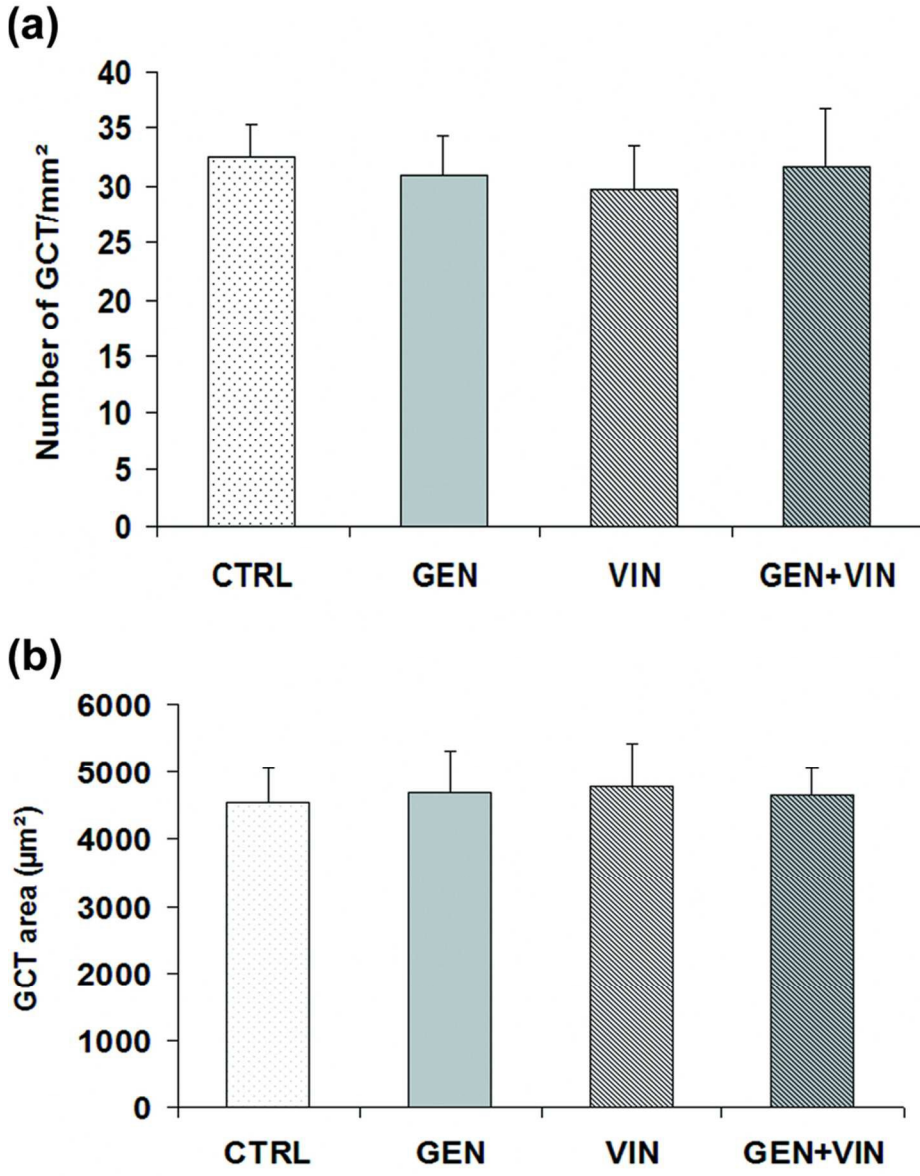 (a)
Number of GCT/mm²
40
35
30
25
20
15
10
5
0
CTRL GEN VIN GEN+VIN
(b)
GCT area (µm²)
6000
5000
4000
3000
2000
1000
0
CTRL GEN VIN GEN+VIN